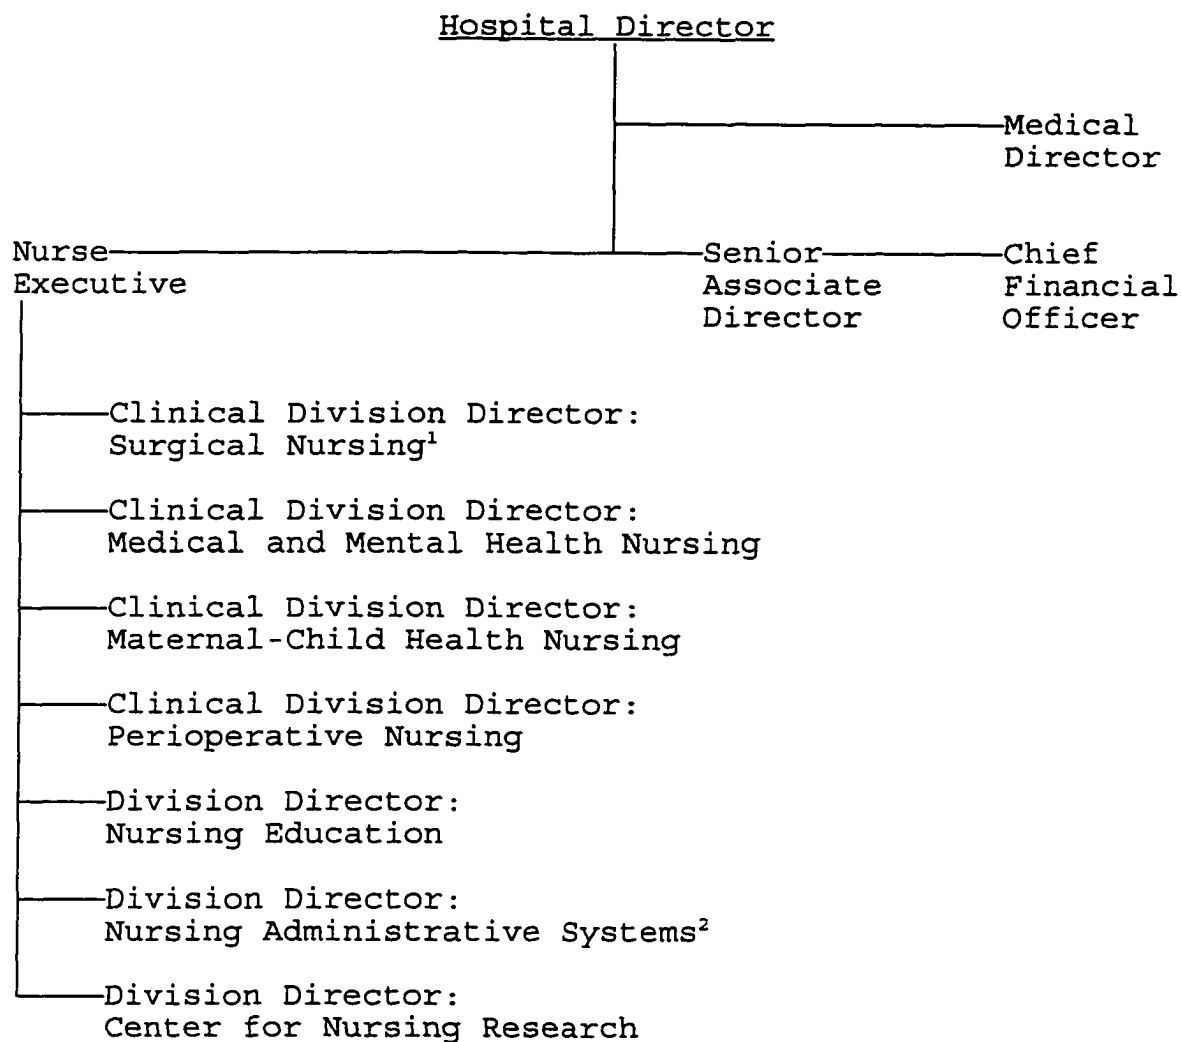 Hospital Director
Medical
Director
Nurse
Executive
Senior
Associate
Director
Chief
Financial
Officer
Clinical Division Director:
Surgical Nursing¹
Clinical Division Director:
Medical and Mental Health Nursing
Clinical Division Director:
Maternal-Child Health Nursing
Clinical Division Director:
Perioperative Nursing
Division Director:
Nursing Education
Division Director:
Nursing Administrative Systems²
Division Director:
Center for Nursing Research